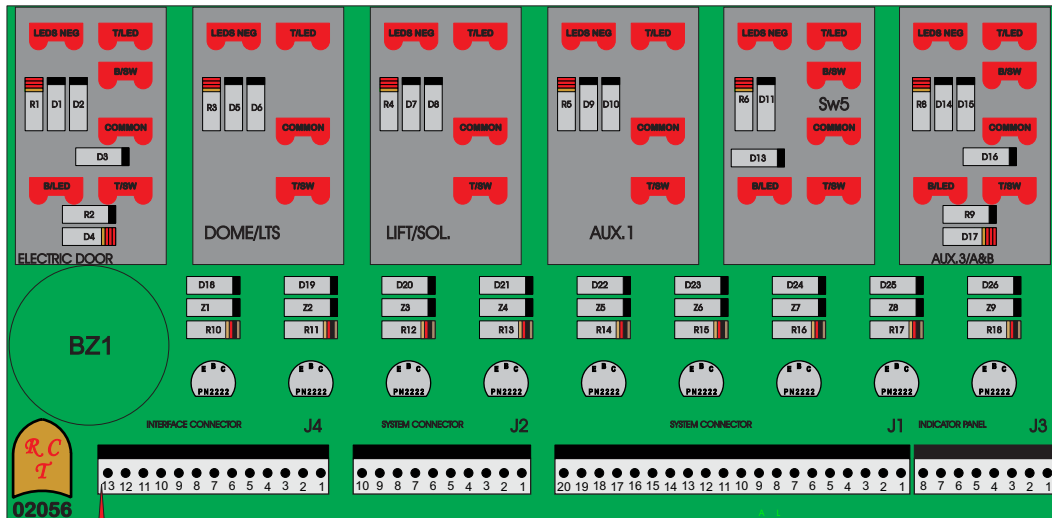 LEDS NEG T/LED LEDS NEG T/LED LEDS NEG T/LED LEDS NEG T/LED LEDS NEG T/LED LEDS NEG T/LED
B/SW B/SW B/SW
R1 D1 D2 R3 D5 D6 R4 D7 D8 R5 D9 D10 R6 D11 Sw5 R8 D14 D15
COMMON COMMON COMMON COMMON COMMON COMMON
D3 D13 D16
B/LED T/SW T/SW T/SW T/SW B/LED T/SW B/LED T/SW
R2 R9
D4 DOME/LTS LIFT/SOL. AUX.1 D17
ELECTRIC DOOR AUX.3/A&B
D18 D19 D20 D21 D22 D23 D24 D25 D26
Z1 Z2 Z3 Z4 Z5 Z6 Z7 Z8 Z9
R10 R11 R12 R13 R14 R15 R16 R17 R18
BZ1
E B C E B C E B C E B C E B C E B C E B C E B C E B C
PN2222 PN2222 PN2222 PN2222 PN2222 PN2222 PN2222 PN2222 PN2222
INTERFACE CONNECTOR J4 SYSTEM CONNECTOR J2 SYSTEM CONNECTOR J1 INDICATOR PANEL J3
R C
T
13 12 11 10 9 8 7 6 5 4 3 2 1 10 9 8 7 6 5 4 3 2 1 20 19 18 17 16 15 14 13 12 11 10 9 8 7 6 5 4 3 2 1 8 7 6 5 4 3 2 1
02056
A L